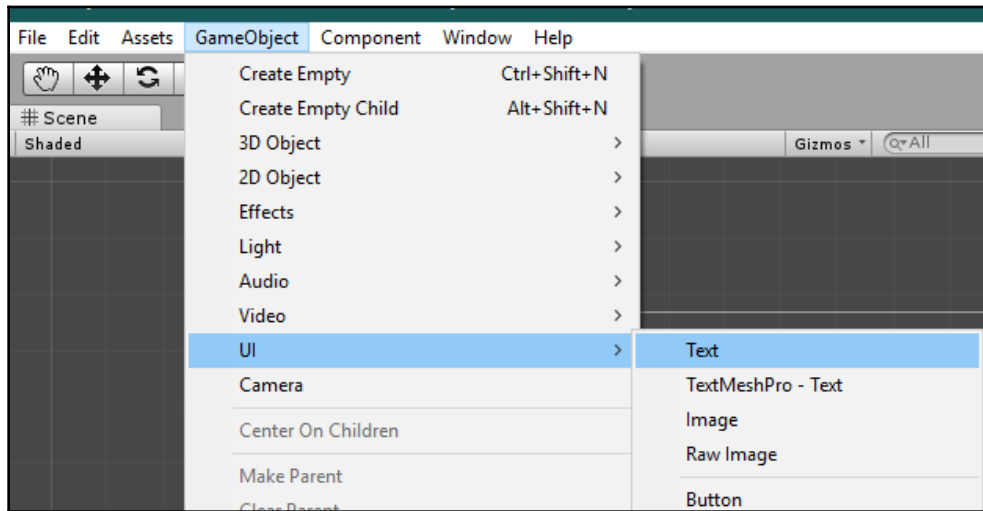 File Edit Assets GameObject Component Window Help
Create Empty Ctrl+Shift+N
Create Empty Child Alt+Shift+N
# Scene
Shaded
3D Object
Gizmos
All
2D Object
Effects
Light
Audio
Video
UI
Text
Camera
TextMeshPro - Text
Image
Center On Children
Raw Image
Make Parent
Button
Clear Parent